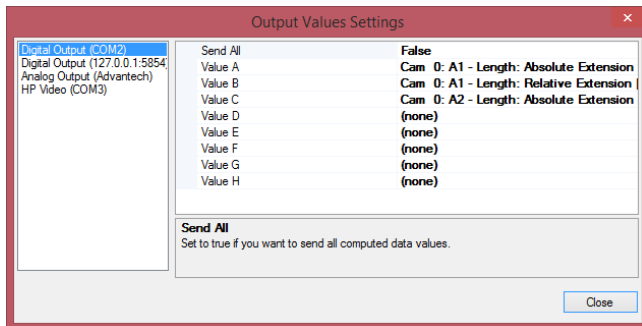 Output Values Settings
×
Digital Output (COM2)
Digital Output (127.0.0.1:5854)
Analog Output (Advantech)
HP Video (COM3)
Send All False
Value A Cam 0: A1 - Length: Absolute Extension
Value B Cam 0: A1 - Length: Relative Extension [
Value C Cam 0: A2 - Length: Absolute Extension
Value D (none)
Value E (none)
Value F (none)
Value G (none)
Value H (none)
Send All
Set to true if you want to send all computed data values.
Close